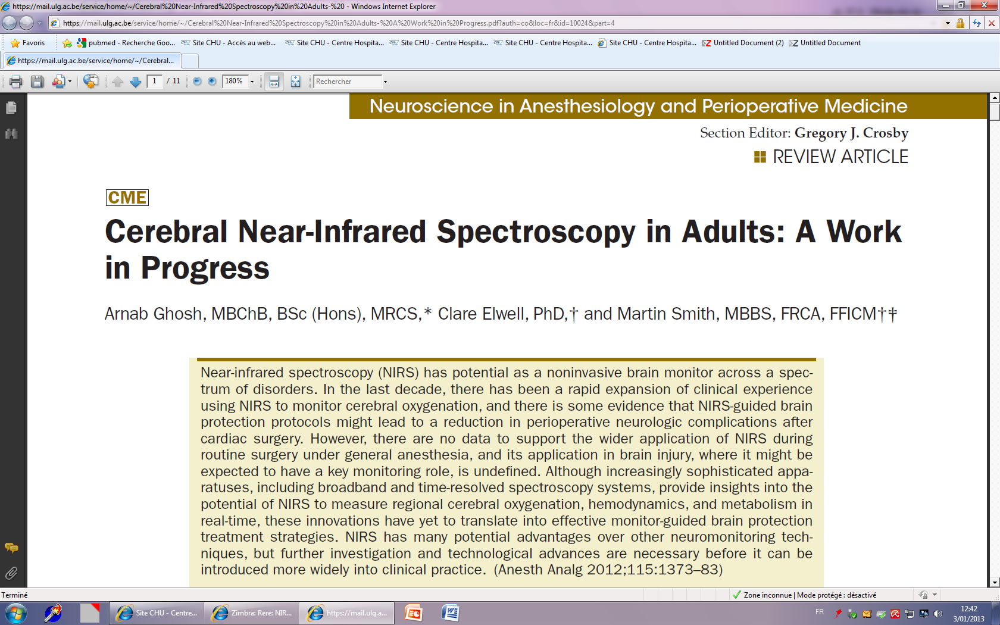 https://mail.ulg.ac.be/service/home/~/Cerebral%20Near-Infrared%20Spectroscopy%20in%20Adults-%20 - Windows Internet Explorer
https://mail.ulg.ac.be/service/home/~/Cerebral%20Near-Infrared%20Spectroscopy%20in%20Adults-%20A%20Work%20in%20Progress.pdf?auth=co&loc=fr&id=10024&part=4
Favoris pubmed - Recherche Goo... Site CHU - Accès au web... Site CHU - Centre Hospita... Site CHU - Centre Hospita... Site CHU - Centre Hospita... Site CHU - Centre Hospita... Untitled Document (2) Untitled Document
https://mail.ulg.ac.be/service/home/~/Cerebral...
1 / 11 180% Rechercher
Neuroscience in Anesthesiology and Perioperative Medicine
Section Editor: Gregory J. Crosby
REVIEW ARTICLE
CME
Cerebral Near-Infrared Spectroscopy in Adults: A Work
in Progress
Arnab Ghosh, MBChB, BSc (Hons), MRCS,* Clare Elwell, PhD,† and Martin Smith, MBBS, FRCA, FFICM†‡
Near-infrared spectroscopy (NIRS) has potential as a noninvasive brain monitor across a spec-
trum of disorders. In the last decade, there has been a rapid expansion of clinical experience
using NIRS to monitor cerebral oxygenation, and there is some evidence that NIRS-guided brain
protection protocols might lead to a reduction in perioperative neurologic complications after
cardiac surgery. However, there are no data to support the wider application of NIRS during
routine surgery under general anesthesia, and its application in brain injury, where it might be
expected to have a key monitoring role, is undefined. Although increasingly sophisticated appa-
ratuses, including broadband and time-resolved spectroscopy systems, provide insights into the
potential of NIRS to measure regional cerebral oxygenation, hemodynamics, and metabolism in
real-time, these innovations have yet to translate into effective monitor-guided brain protection
treatment strategies. NIRS has many potential advantages over other neuromonitoring tech-
niques, but further investigation and technological advances are necessary before it can be
introduced more widely into clinical practice. (Anesth Analg 2012;115:1373–83)
Terminé Zone inconnue | Mode protégé : désactivé
Site CHU - Centre... Zimbra: Rere: NIR... https://mail.ulg.a... FR 12:42
3/01/2013